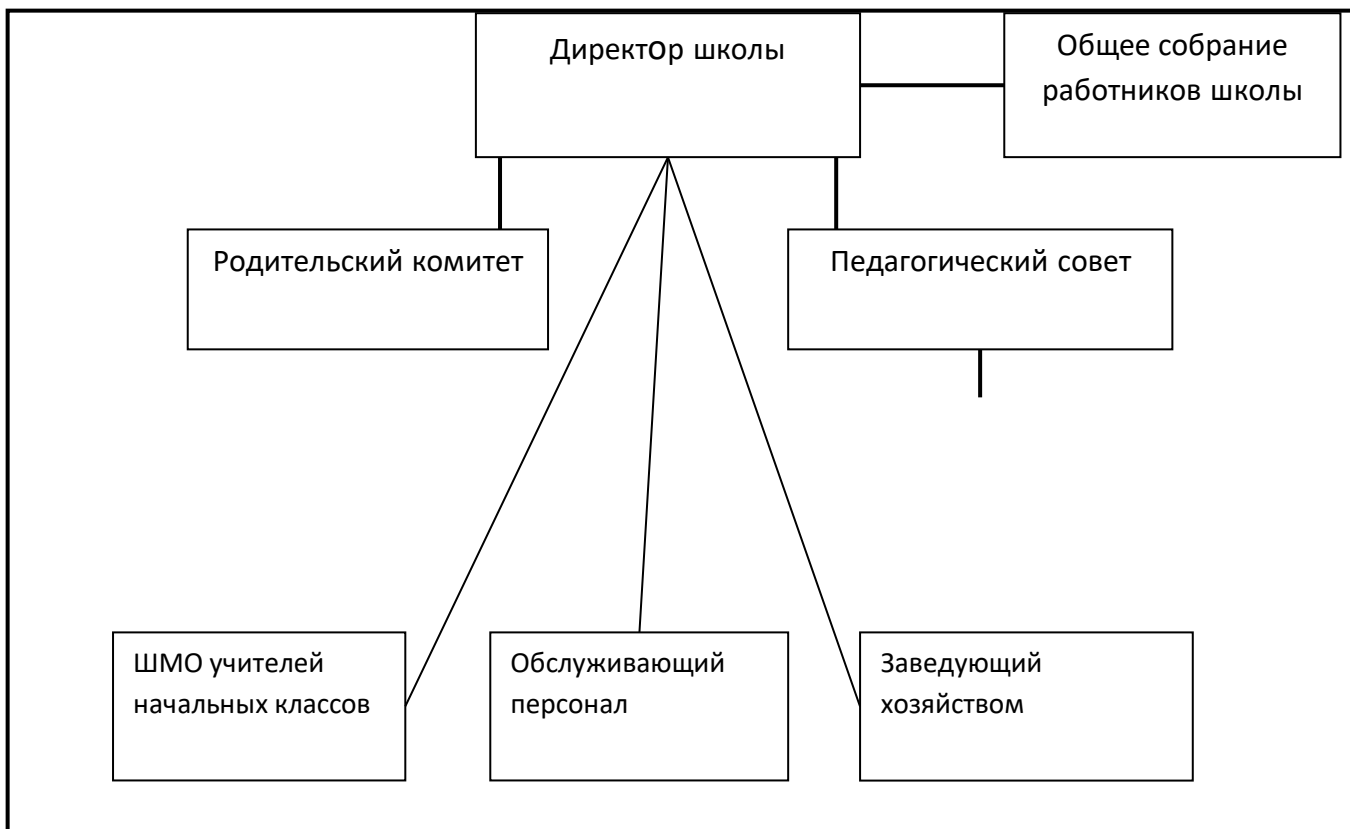 Директор школы
Общее собрание
работников школы
Родительский комитет
Педагогический совет
ШМО учителей
начальных классов
Обслуживающий
персонал
Заведующий
хозяйством